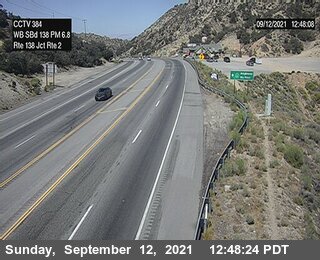 CCTV 384
WB SBd 138 PM 6.8
Rte 138 Jct Rte 2
09/12/2021 12:48:08
Sunday, September 12, 2021 12:48:24 PDT